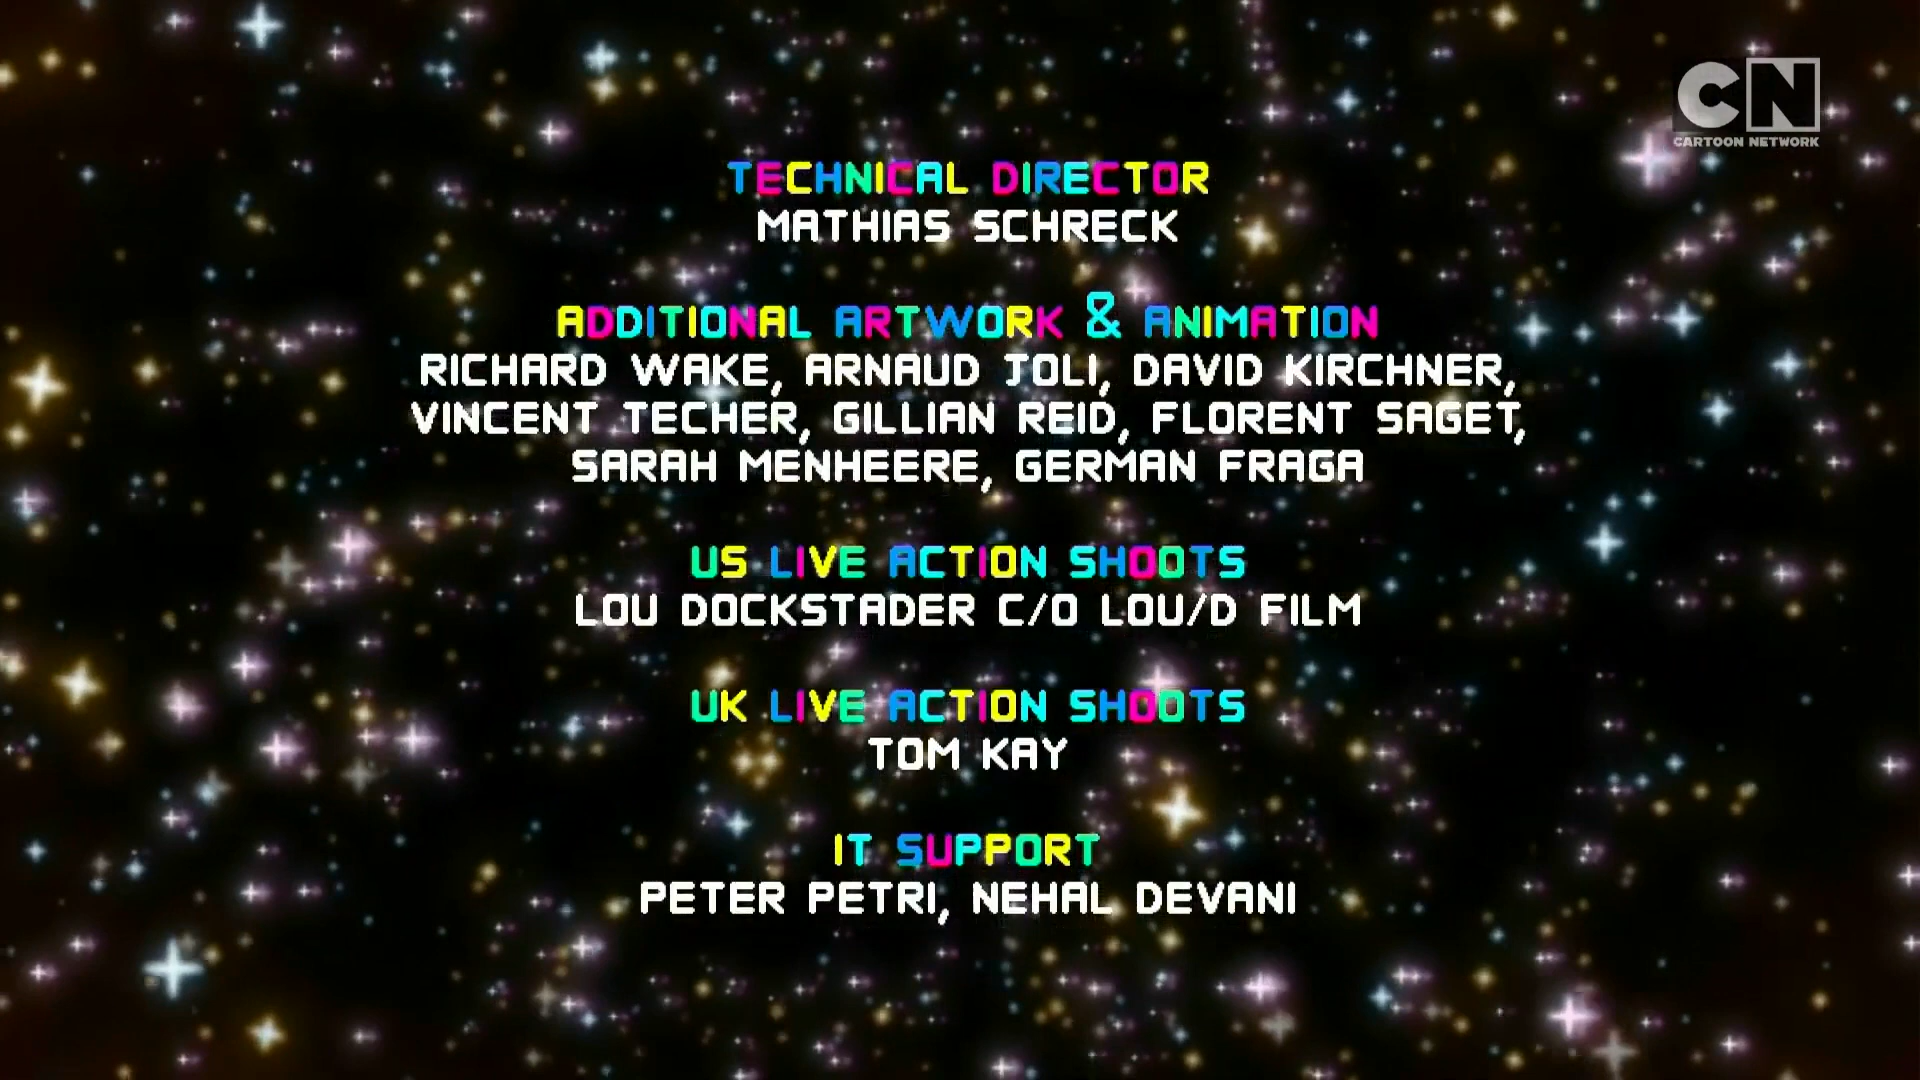 CN
CARTOON NETWORK
TECHNICAL DIRECTOR
MATHIAS SCHRECK
ADDITIONAL ARTWORK & ANIMATION
RICHARD WAKE, ARNAUD JOLI, DAVID KIRCHNER,
VINCENT TECHER, GILLIAN REID, FLORENT SAGET,
SARAH MENHEERE, GERMAN FRAGA
US LIVE ACTION SHOOTS
LOU DOCKSTADER C/O LOU/D FILM
UK LIVE ACTION SHOOTS
TOM KAY
IT SUPPORT
PETER PETRI, NEHAL DEVANI